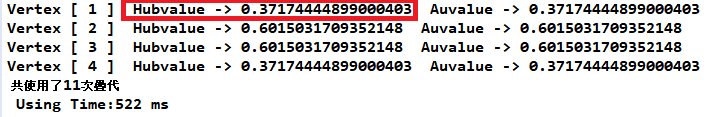 Vertex [ 1 ] Hubvalue -> 0.37174444899000403 Auvalue -> 0.37174444899000403
Vertex [ 2 ] Hubvalue -> 0.6015031709352148 Auvalue -> 0.6015031709352148
Vertex [ 3 ] Hubvalue -> 0.6015031709352148 Auvalue -> 0.6015031709352148
Vertex [ 4 ] Hubvalue -> 0.37174444899000403 Auvalue -> 0.37174444899000403
共使用了11次疊代
Using Time:522 ms